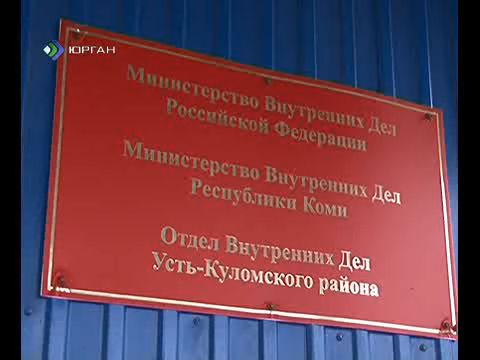 ЮРГАН
Министерство Внутренних Дел
Российской Федерации
Министерство Внутренних Дел
Республики Коми
Отдел Внутренних Дел
Усть-Куломского района